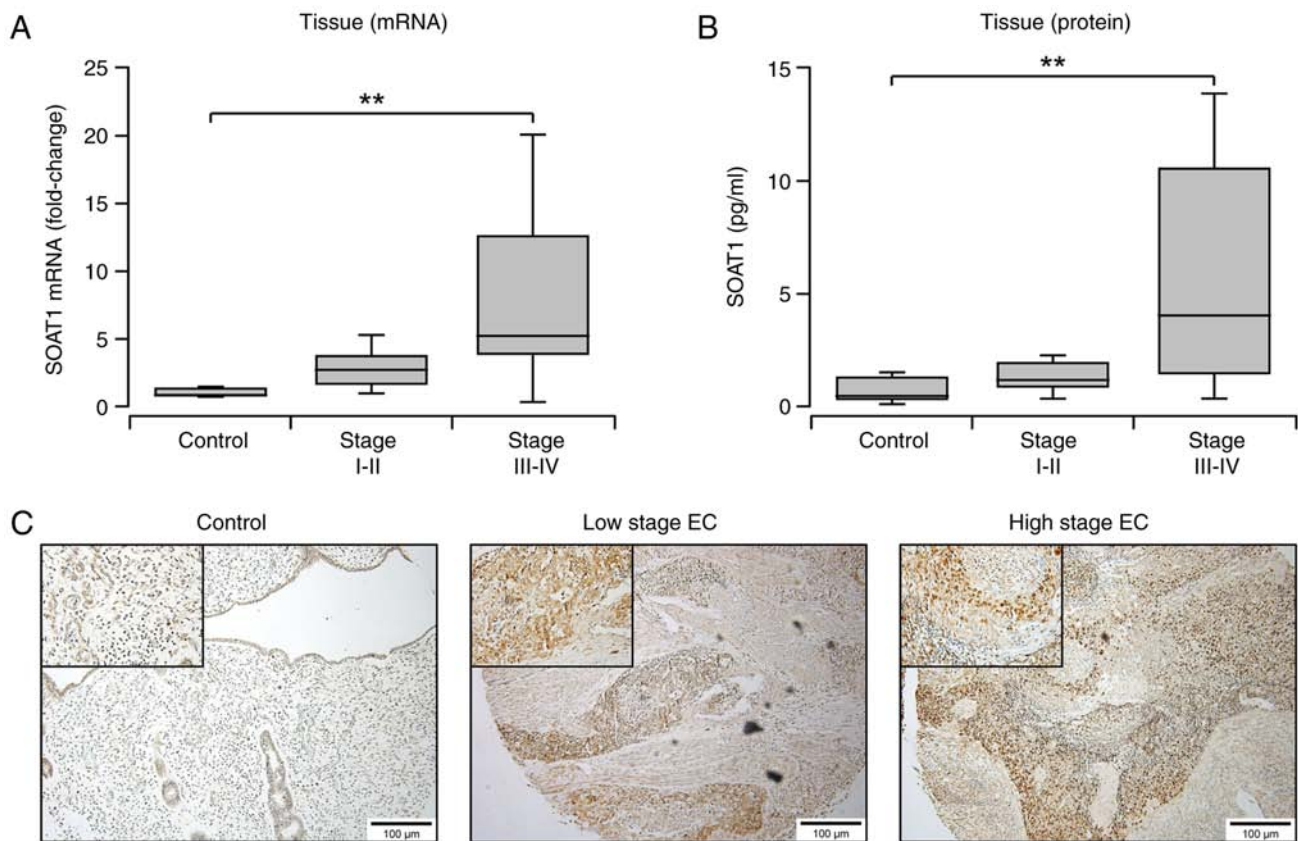 A
Tissue (mRNA)
SOAT1 mRNA (fold-change)
25
20
15
10
5
0
**
Control
Stage
I-II
Stage
III-IV
B
Tissue (protein)
SOAT1 (pg/ml)
15
10
5
0
**
Control
Stage
I-II
Stage
III-IV
C
Control
Low stage EC
High stage EC
100 µm
100 µm
100 µm